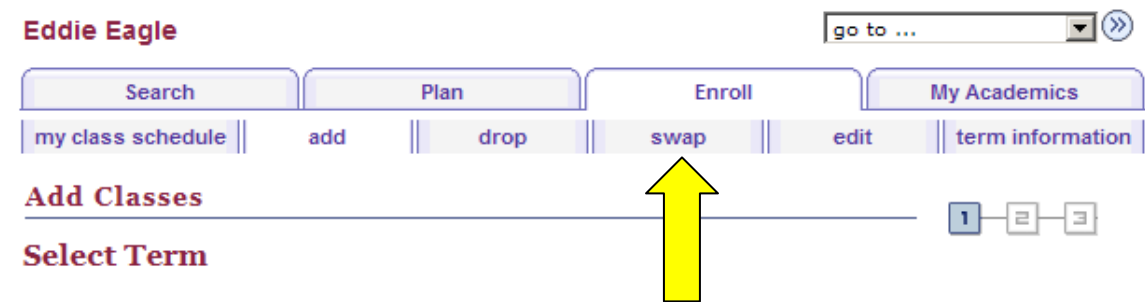 Eddie Eagle go to ...
Search Plan Enroll My Academics
my class schedule add drop swap edit term information
Add Classes
1 2 3
Select Term